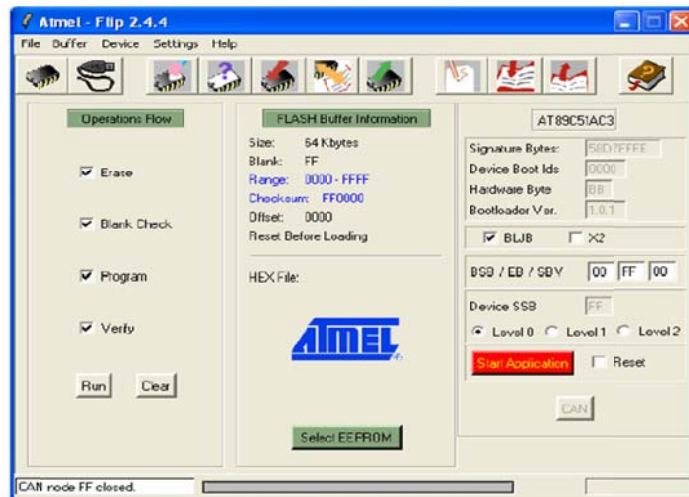 Atmel - Flip 2.4.4
File Buffer Device Settings Help
Operations Flow
Erase
Blank Check
Program
Verify
Run Clear
FLASH Buffer Information
Size: 64 Kbytes
Blank: FF
Range: 0000 - FFFF
Checksum: FF0000
Offset: 0000
Reset Before Loading
HEX File:
ATMEL
Select EEPROM
AT89C51AC3
Signature Bytes: 58D7FFFE
Device Boot Ids 0000
Hardware Byte BB
Bootloader Ver. 1.0.1
BLJB X2
BSB / EB / SBV 00 FF 00
Device SSB FF
Level 0 Level 1 Level 2
Start Application Reset
CAN
CAN node FF closed.